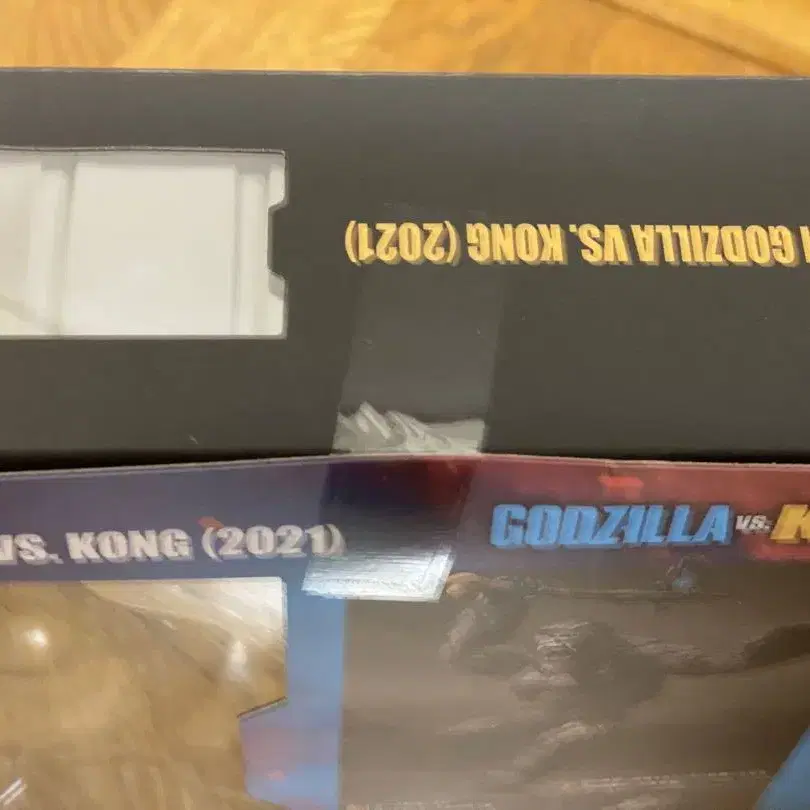 GODZILLA VS. KONG (2021)
VS. KONG (2021)
GODZILLA VS.